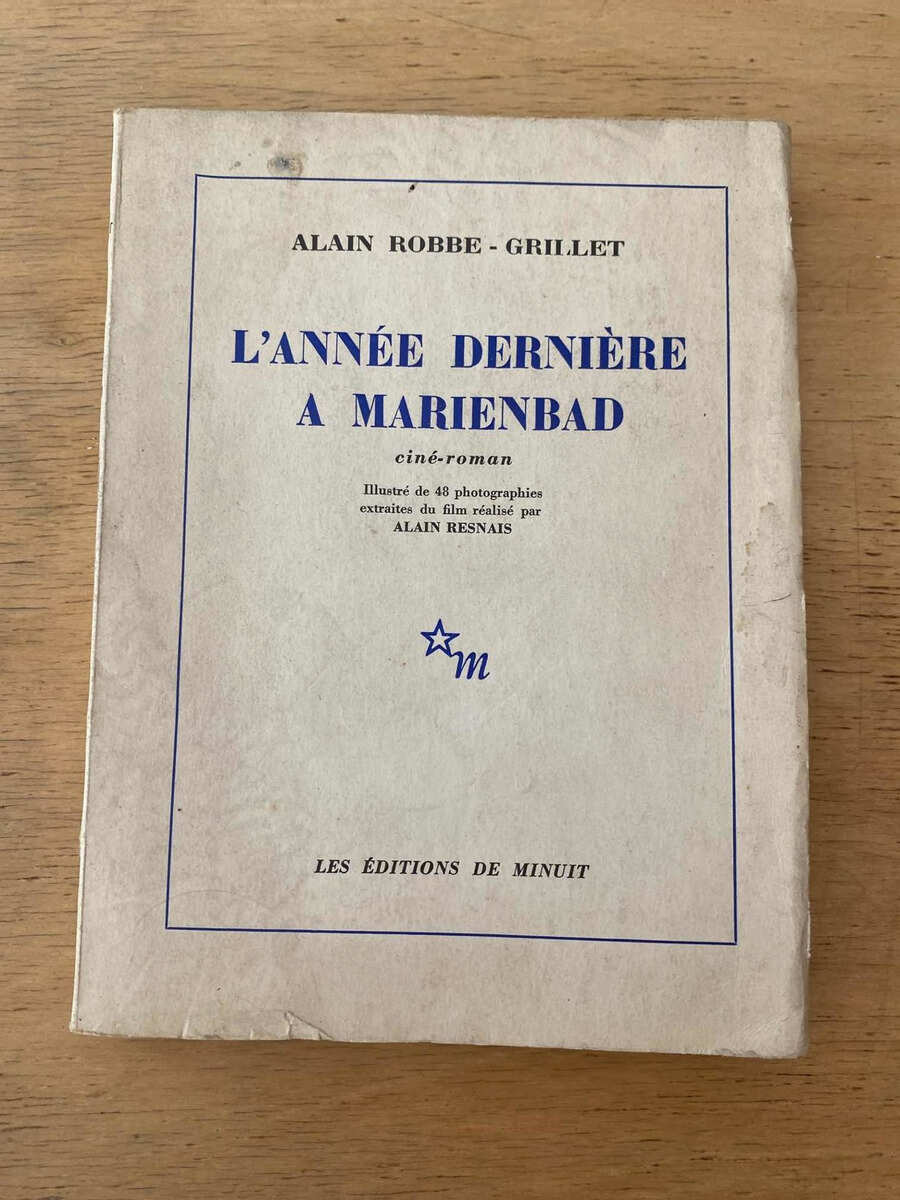 ALAIN ROBBE - GRILLET
L'ANNÉE DERNIÈRE
A MARIENBAD
ciné-roman
Illustré de 48 photographies
extraites du film réalisé par
ALAIN RESNAIS
m
LES ÉDITIONS DE MINUIT